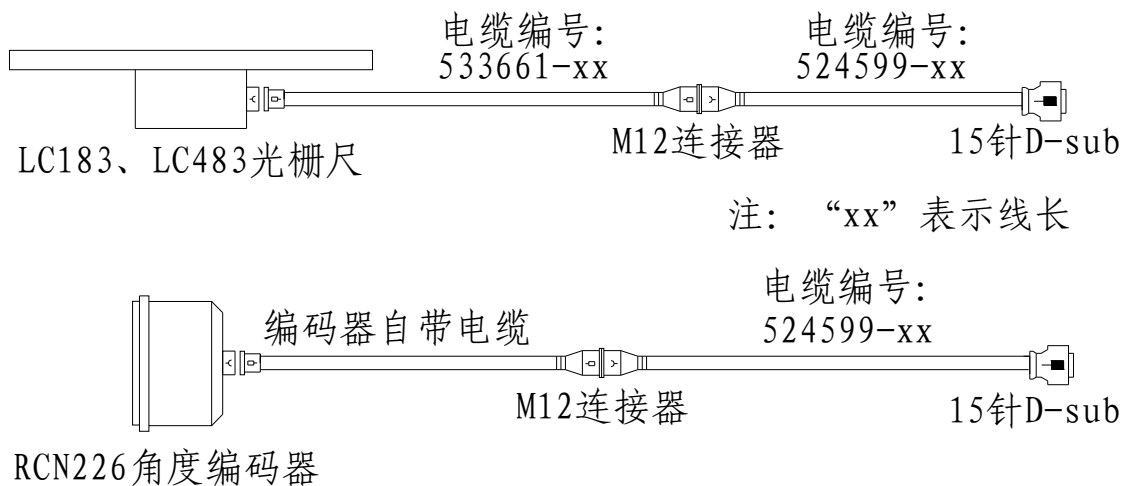 电缆编号:
533661-xx
电缆编号:
524599-xx
M12连接器
15针D-sub
LC183、LC483光栅尺
注： “xx”表示线长
电缆编号:
524599-xx
编码器自带电缆
M12连接器
15针D-sub
RCN226角度编码器